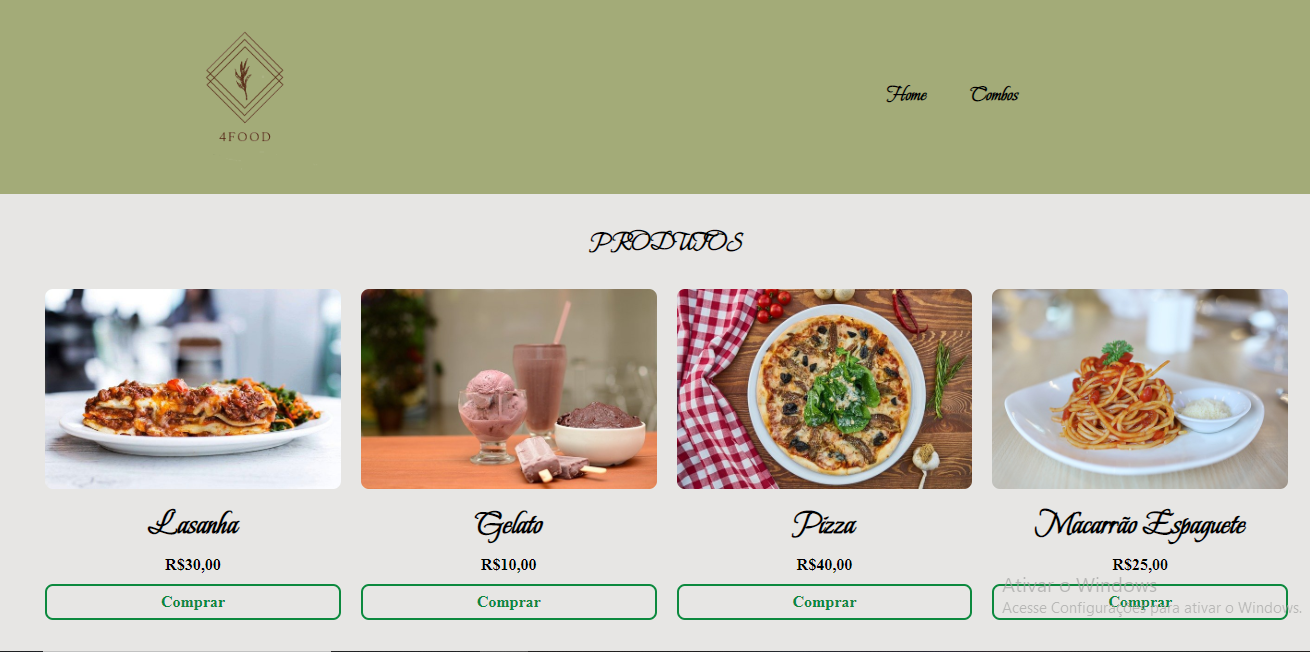 4FOOD
Home Combos
PRODUTOS
Lasanha Gelato Pizza Macarrão Espaguete
R$30,00 R$10,00 R$40,00 R$25,00
Ativar o Windows
Comprar Comprar Comprar Comprar
Acesse Configurações para ativar o Windows.